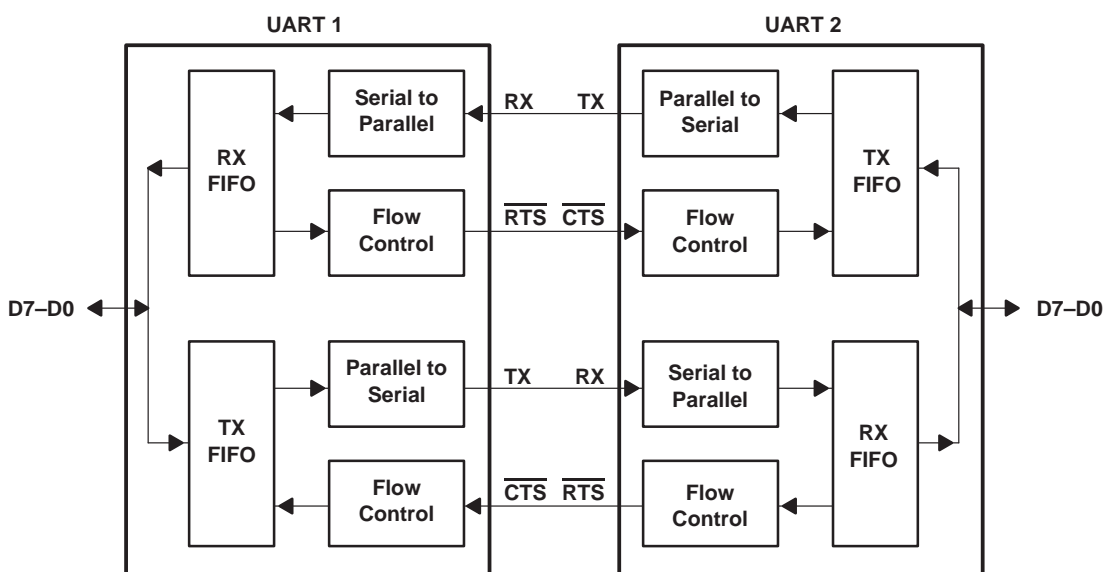 UART 1
UART 2
RX
FIFO
Serial to
Parallel
RX
TX
Parallel to
Serial
TX
FIFO
Flow
Control
RTS
CTS
Flow
Control
D7–D0
D7–D0
TX
FIFO
Parallel to
Serial
TX
RX
Serial to
Parallel
RX
FIFO
Flow
Control
CTS
RTS
Flow
Control